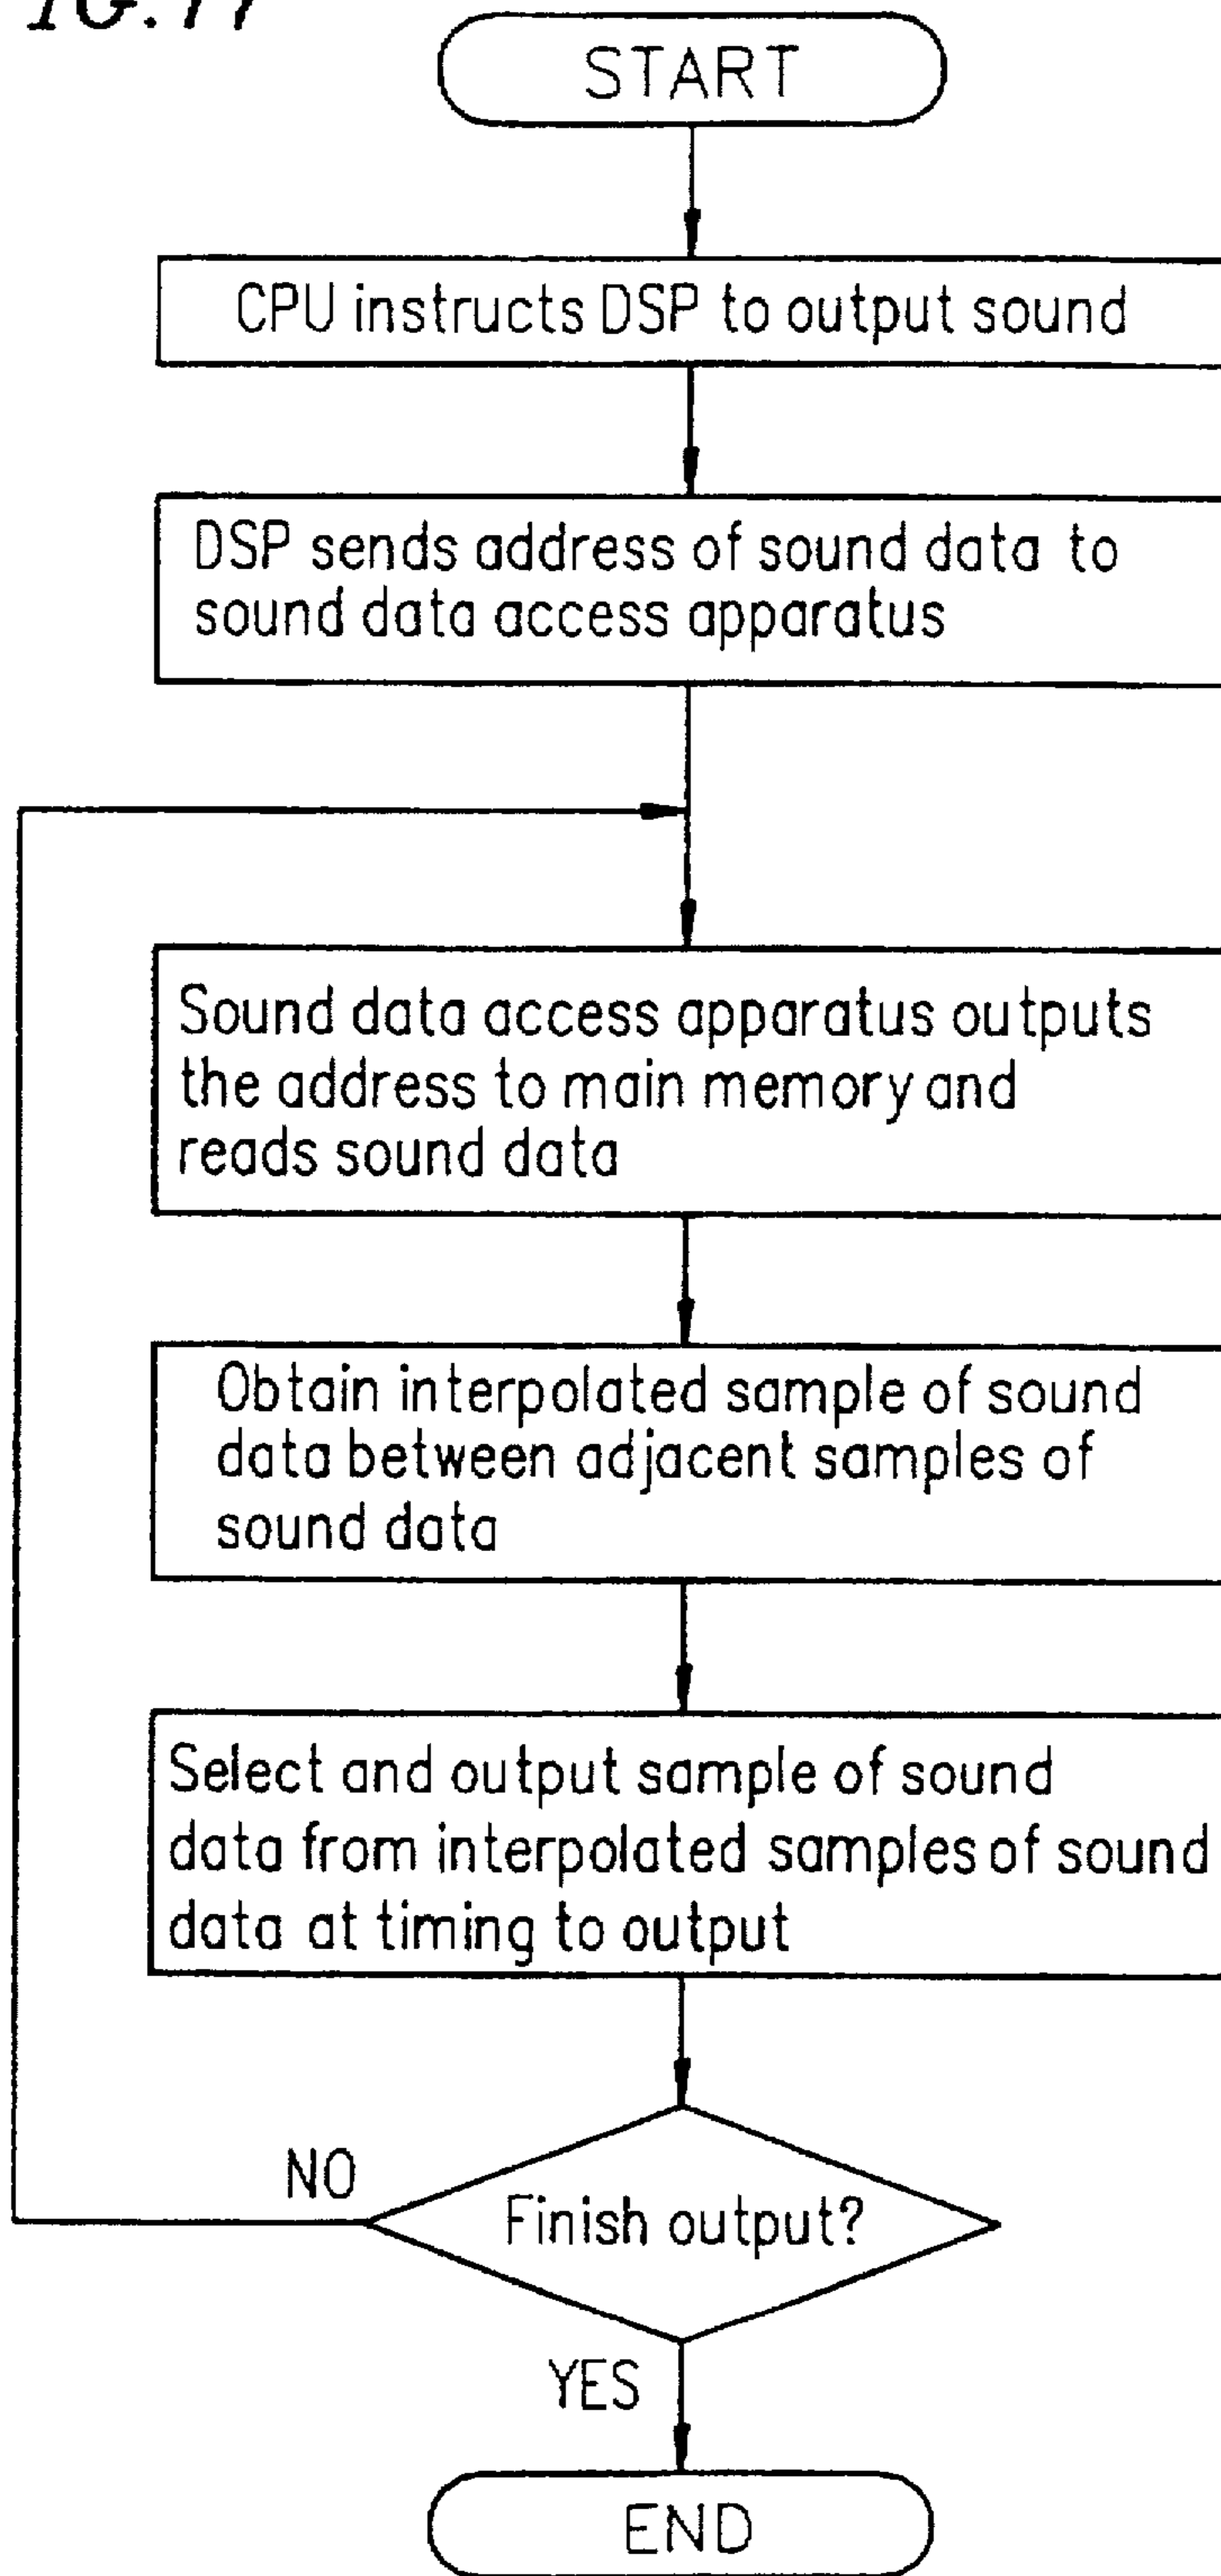 IG.17
START
CPU instructs DSP to output sound
DSP sends address of sound data to
sound data access apparatus
Sound data access apparatus outputs
the address to main memory and
reads sound data
Obtain interpolated sample of sound
data between adjacent samples of
sound data
Select and output sample of sound
data from interpolated samples of sound
data at timing to output
NO
Finish output?
YES
END